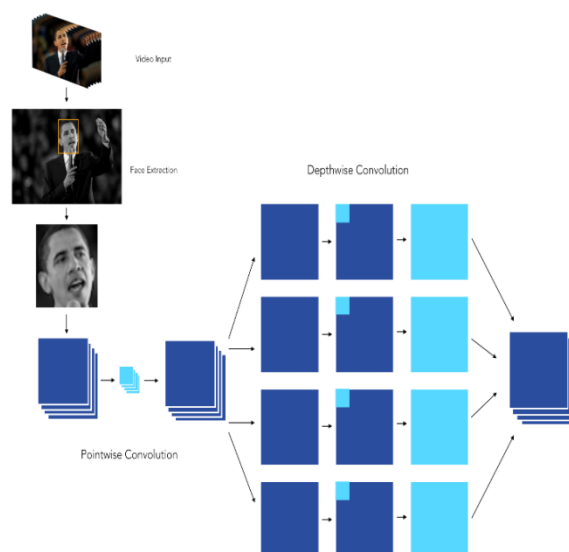 Video Input
Face Extraction
Depthwise Convolution
Pointwise Convolution